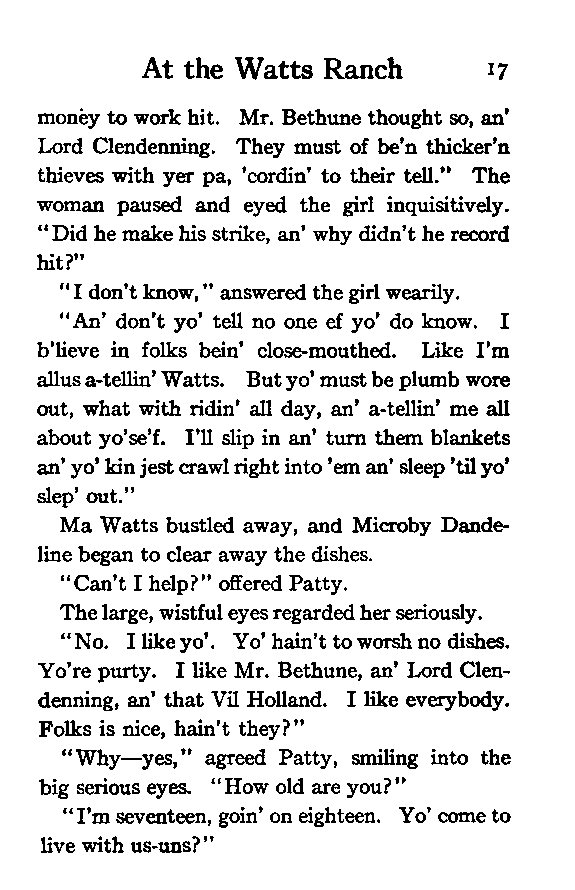 At the Watts Ranch 17
money to work hit. Mr. Bethune thought so, an'
Lord Clendenning. They must of be'n thicker'n
thieves with yer pa, 'cordin' to their tell." The
woman paused and eyed the girl inquisitively.
"Did he make his strike, an' why didn't he record
hit?"
"I don't know," answered the girl wearily.
"An' don't yo' tell no one ef yo' do know. I
b'lieve in folks bein' close-mouthed. Like I'm
allus a-tellin' Watts. But yo' must be plumb wore
out, what with ridin' all day, an' a-tellin' me all
about yo'se'f. I'll slip in an' turn them blankets
an' yo' kin jest crawl right into 'em an' sleep 'til yo'
slep' out."
Ma Watts bustled away, and Microby Dande-
line began to clear away the dishes.
"Can't I help?" offered Patty.
The large, wistful eyes regarded her seriously.
"No. I like yo'. Yo' hain't to worsh no dishes.
Yo're purty. I like Mr. Bethune, an' Lord Clen-
denning, an' that Vil Holland. I like everybody.
Folks is nice, hain't they?"
"Why—yes," agreed Patty, smiling into the
big serious eyes. "How old are you?"
"I'm seventeen, goin' on eighteen. Yo' come to
live with us-uns?"